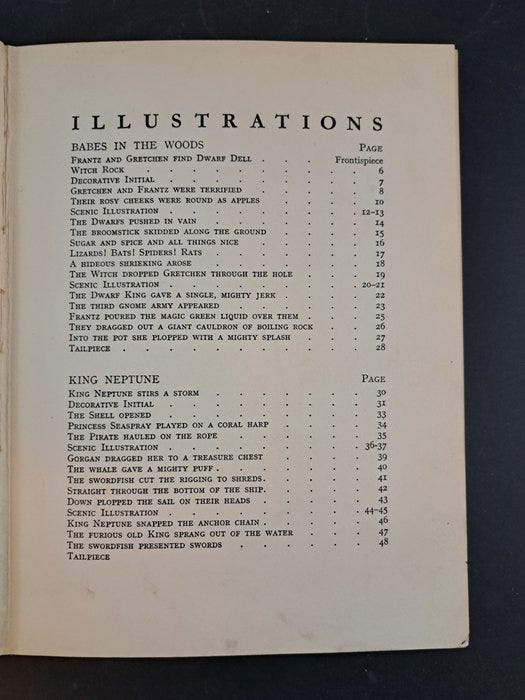 ILLUSTRATIONS
BABES IN THE WOODS PAGE
FRANTZ AND GRETCHEN FIND DWARF DELL . . . Frontispiece
WITCH ROCK . . . . . . . . 6
DECORATIVE INITIAL . . . . . . . 7
GRETCHEN AND FRANTZ WERE TERRIFIED . . . . 8
THEIR ROSY CHEEKS WERE ROUND AS APPLES . . . . 10
SCENIC ILLUSTRATION . . . . . . . 12-13
THE DWARFS PUSHED IN VAIN . . . . . . 14
THE BROOMSTICK SKIDDED ALONG THE GROUND . . . . 15
SUGAR AND SPICE AND ALL THINGS NICE . . . . . 16
LIZARDS! BATS! SPIDERS! RATS . . . . . . 17
A HIDEOUS SHRIEKING AROSE . . . . . . 18
THE WITCH DROPPED GRETCHEN THROUGH THE HOLE . . . 19
SCENIC ILLUSTRATION . . . . . . . 20-21
THE DWARF KING GAVE A SINGLE, MIGHTY JERK . . . . 22
THE THIRD GNOME ARMY APPEARED . . . . . 23
FRANTZ POURED THE MAGIC GREEN LIQUID OVER THEM . . . 25
THEY DRAGGED OUT A GIANT CAULDRON OF BOILING ROCK . . 26
INTO THE POT SHE PLOPPED WITH A MIGHTY SPLASH . . . 27
TAILPIECE . . . . . . . . . 28
KING NEPTUNE PAGE
KING NEPTUNE STIRS A STORM . . . . . . 30
DECORATIVE INITIAL . . . . . . . 31
THE SHELL OPENED . . . . . . . 33
PRINCESS SEASPRAY PLAYED ON A CORAL HARP . . . . 34
THE PIRATE HAULED ON THE ROPE . . . . . 35
SCENIC ILLUSTRATION . . . . . . . 36-37
GORGAN DRAGGED HER TO A TREASURE CHEST . . . . 39
THE WHALE GAVE A MIGHTY PUFF . . . . . . 40
THE SWORDFISH CUT THE RIGGING TO SHREDS . . . . 41
STRAIGHT THROUGH THE BOTTOM OF THE SHIP . . . . 42
DOWN PLOPPED THE SAIL ON THEIR HEADS . . . . 43
SCENIC ILLUSTRATION . . . . . . . 44-45
KING NEPTUNE SNAPPED THE ANCHOR CHAIN . . . . 46
THE FURIOUS OLD KING SPRANG OUT OF THE WATER . . . 47
THE SWORDFISH PRESENTED SWORDS . . . . . 48
TAILPIECE